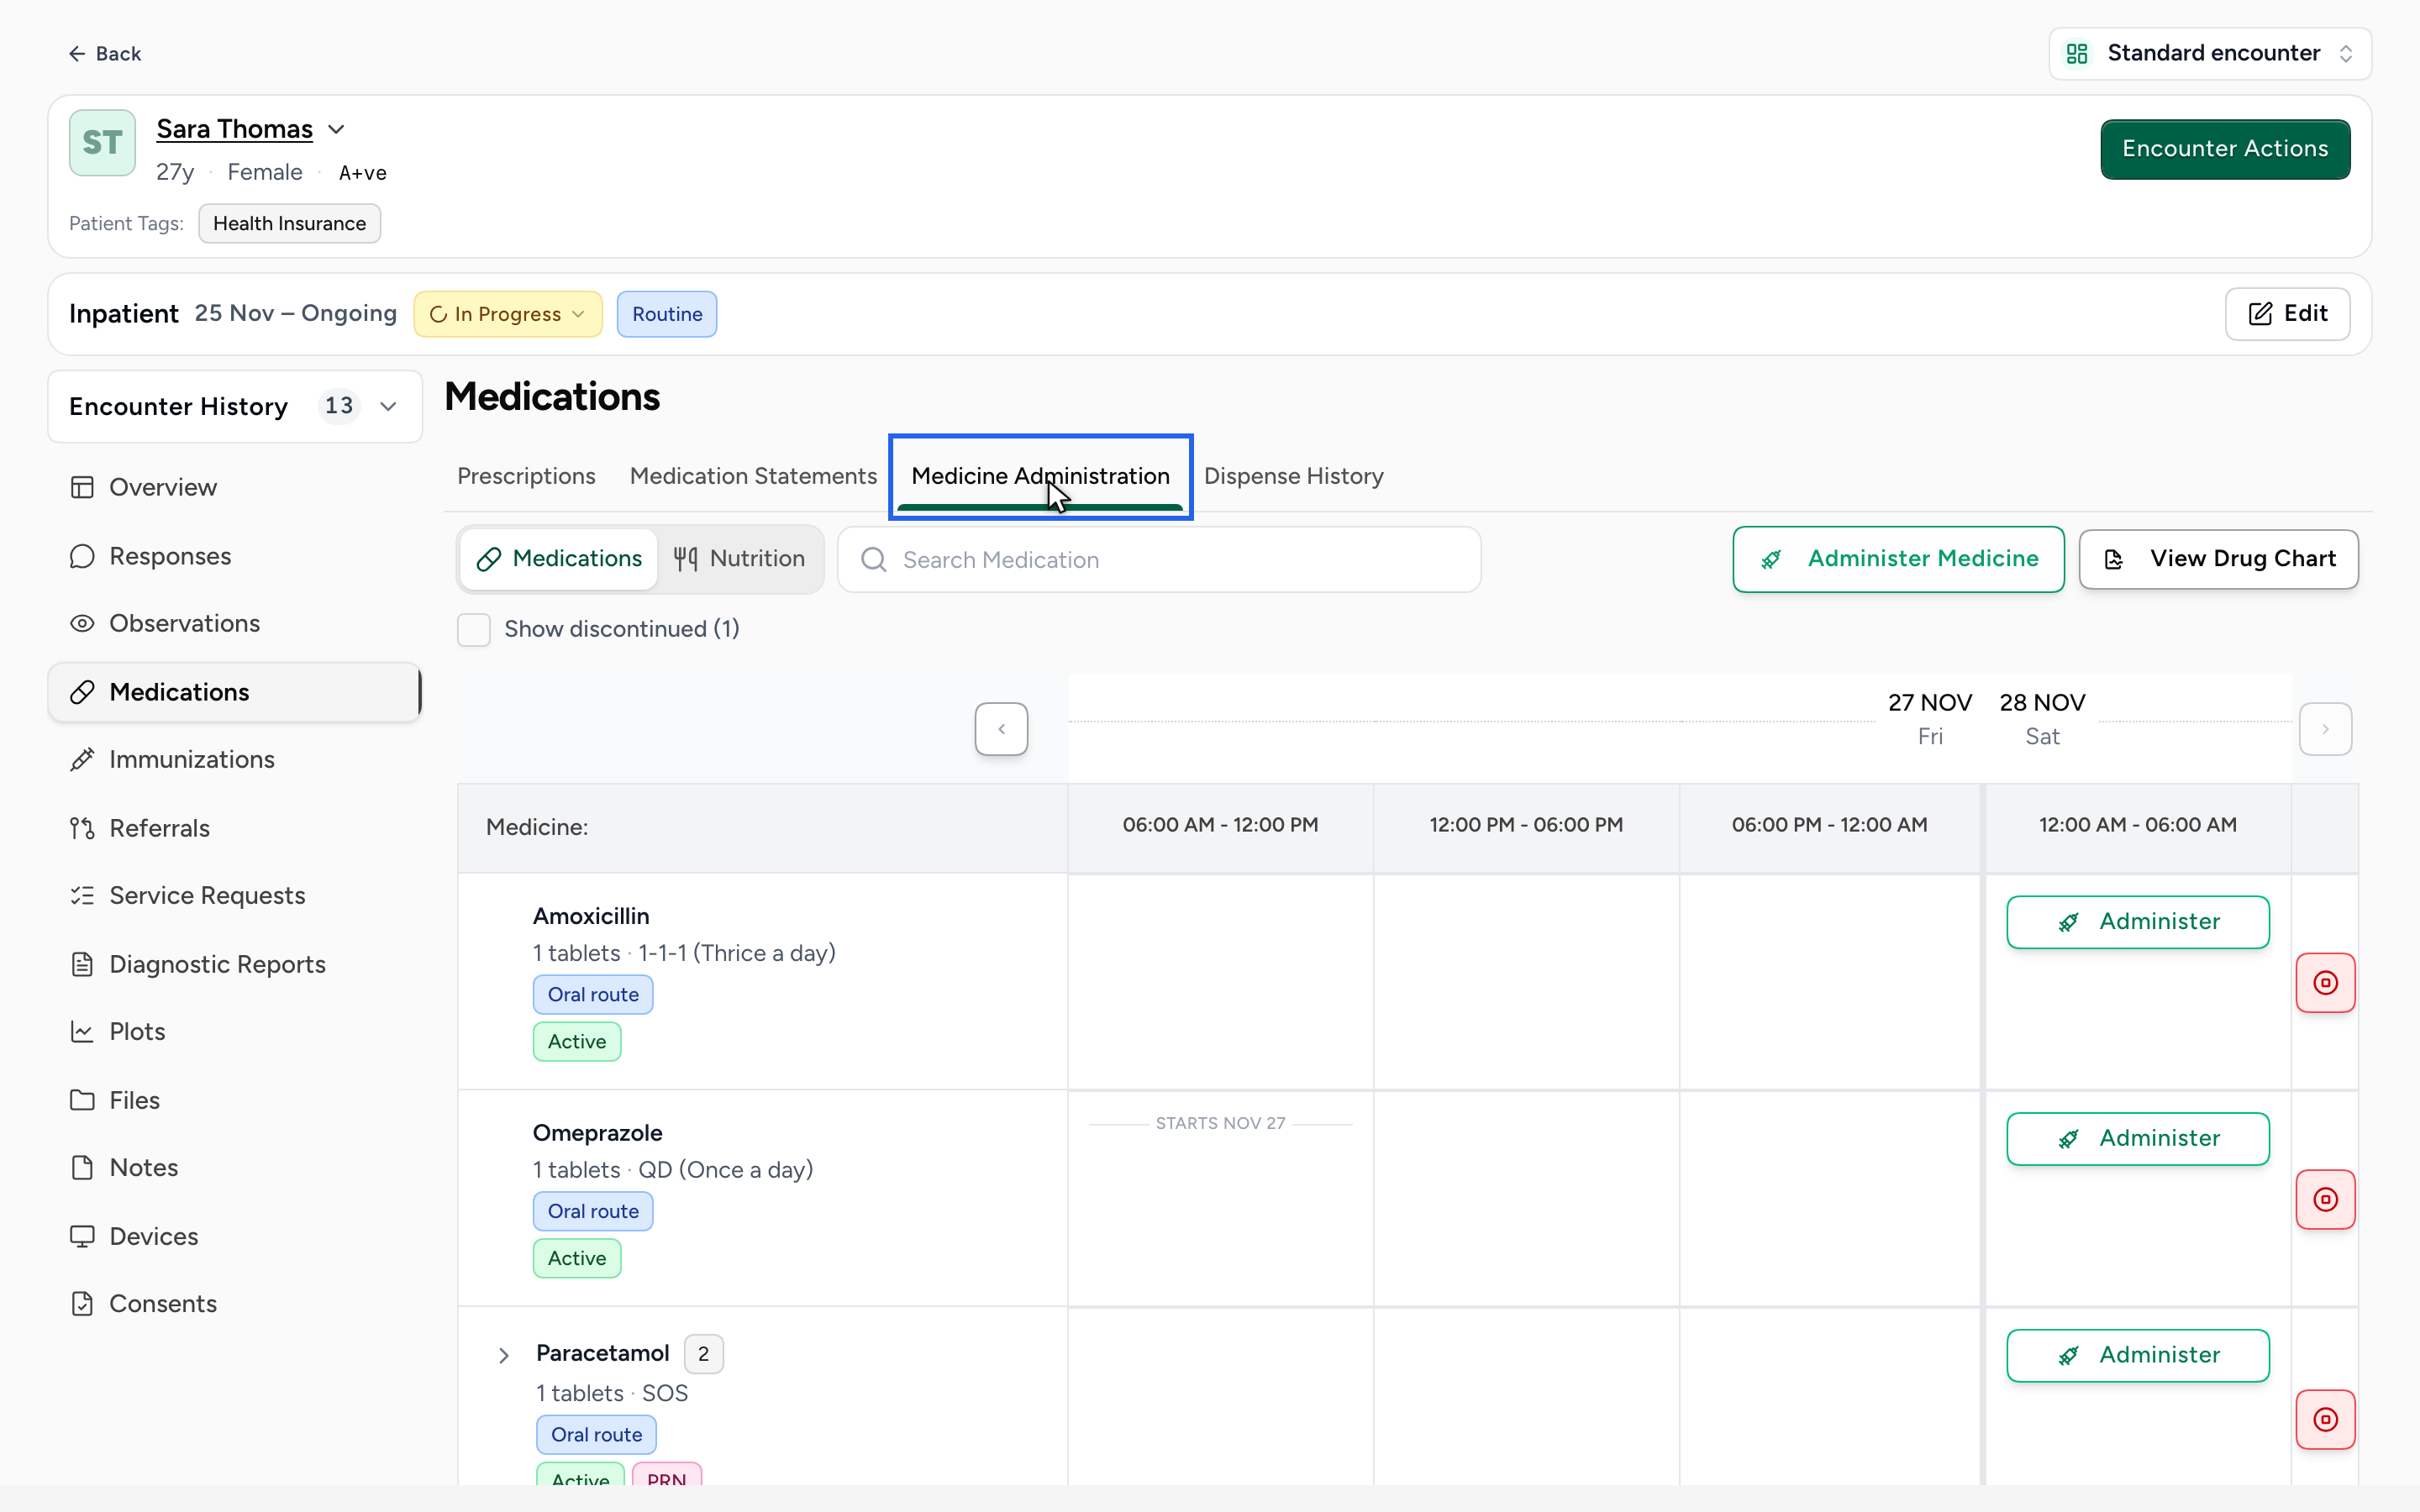 Back
Standard encounter
ST
Sara Thomas
27y · Female · A+ve
Encounter Actions
Patient Tags: Health Insurance
Inpatient 25 Nov – Ongoing In Progress Routine
Edit
Encounter History 13
Overview
Responses
Observations
Medications
Immunizations
Referrals
Service Requests
Diagnostic Reports
Plots
Files
Notes
Devices
Consents
Medications
Prescriptions Medication Statements Medicine Administration Dispense History
Medications Nutrition Search Medication Administer Medicine View Drug Chart
Show discontinued (1)
27 NOV 28 NOV
Fri Sat
Medicine: 06:00 AM - 12:00 PM 12:00 PM - 06:00 PM 06:00 PM - 12:00 AM 12:00 AM - 06:00 AM
Amoxicillin
1 tablets · 1-1-1 (Thrice a day)
Oral route
Active
Administer
Omeprazole
1 tablets · QD (Once a day)
Oral route
Active
STARTS NOV 27
Administer
Paracetamol 2
1 tablets · SOS
Oral route
Active PRN
Administer